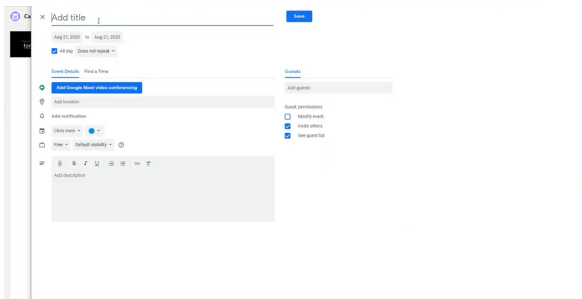 Ca
Add title
Save
Aug 21, 2020 to Aug 21, 2020
All day Does not repeat
Event Details Find a Time
Guests
Add Google Meet video conferencing
Add guests
Add location
Guest permissions
Add notification
Modify event
Invite others
See guest list
Free Default visibility
B I U
Add description